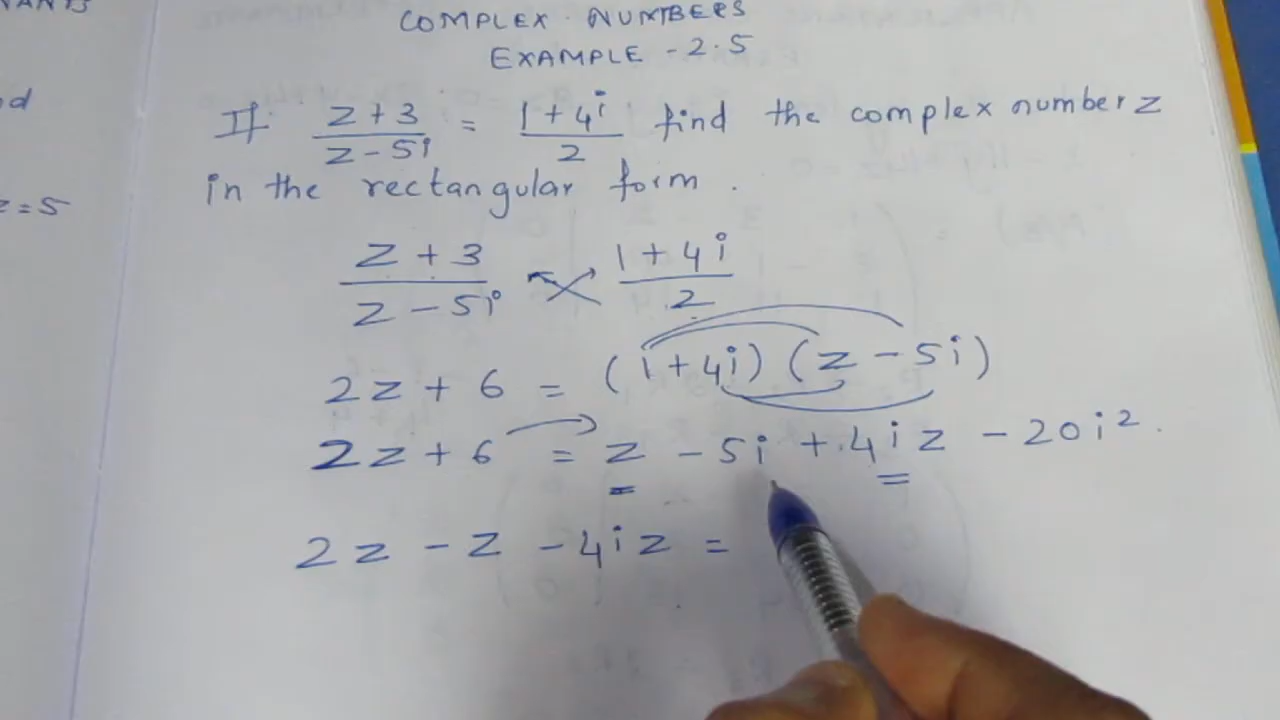 COMPLEX NUMBERS
EXAMPLE - 2.5
If (z+3)/(z-5i) = (1+4i)/2 find the complex number z
in the rectangular form.
(z+3)/(z-5i) (1+4i)/2
2z + 6 = (1+4i) (z-5i)
2z + 6 = z - 5i + 4iz - 20i².
2z - z - 4iz =
z=5